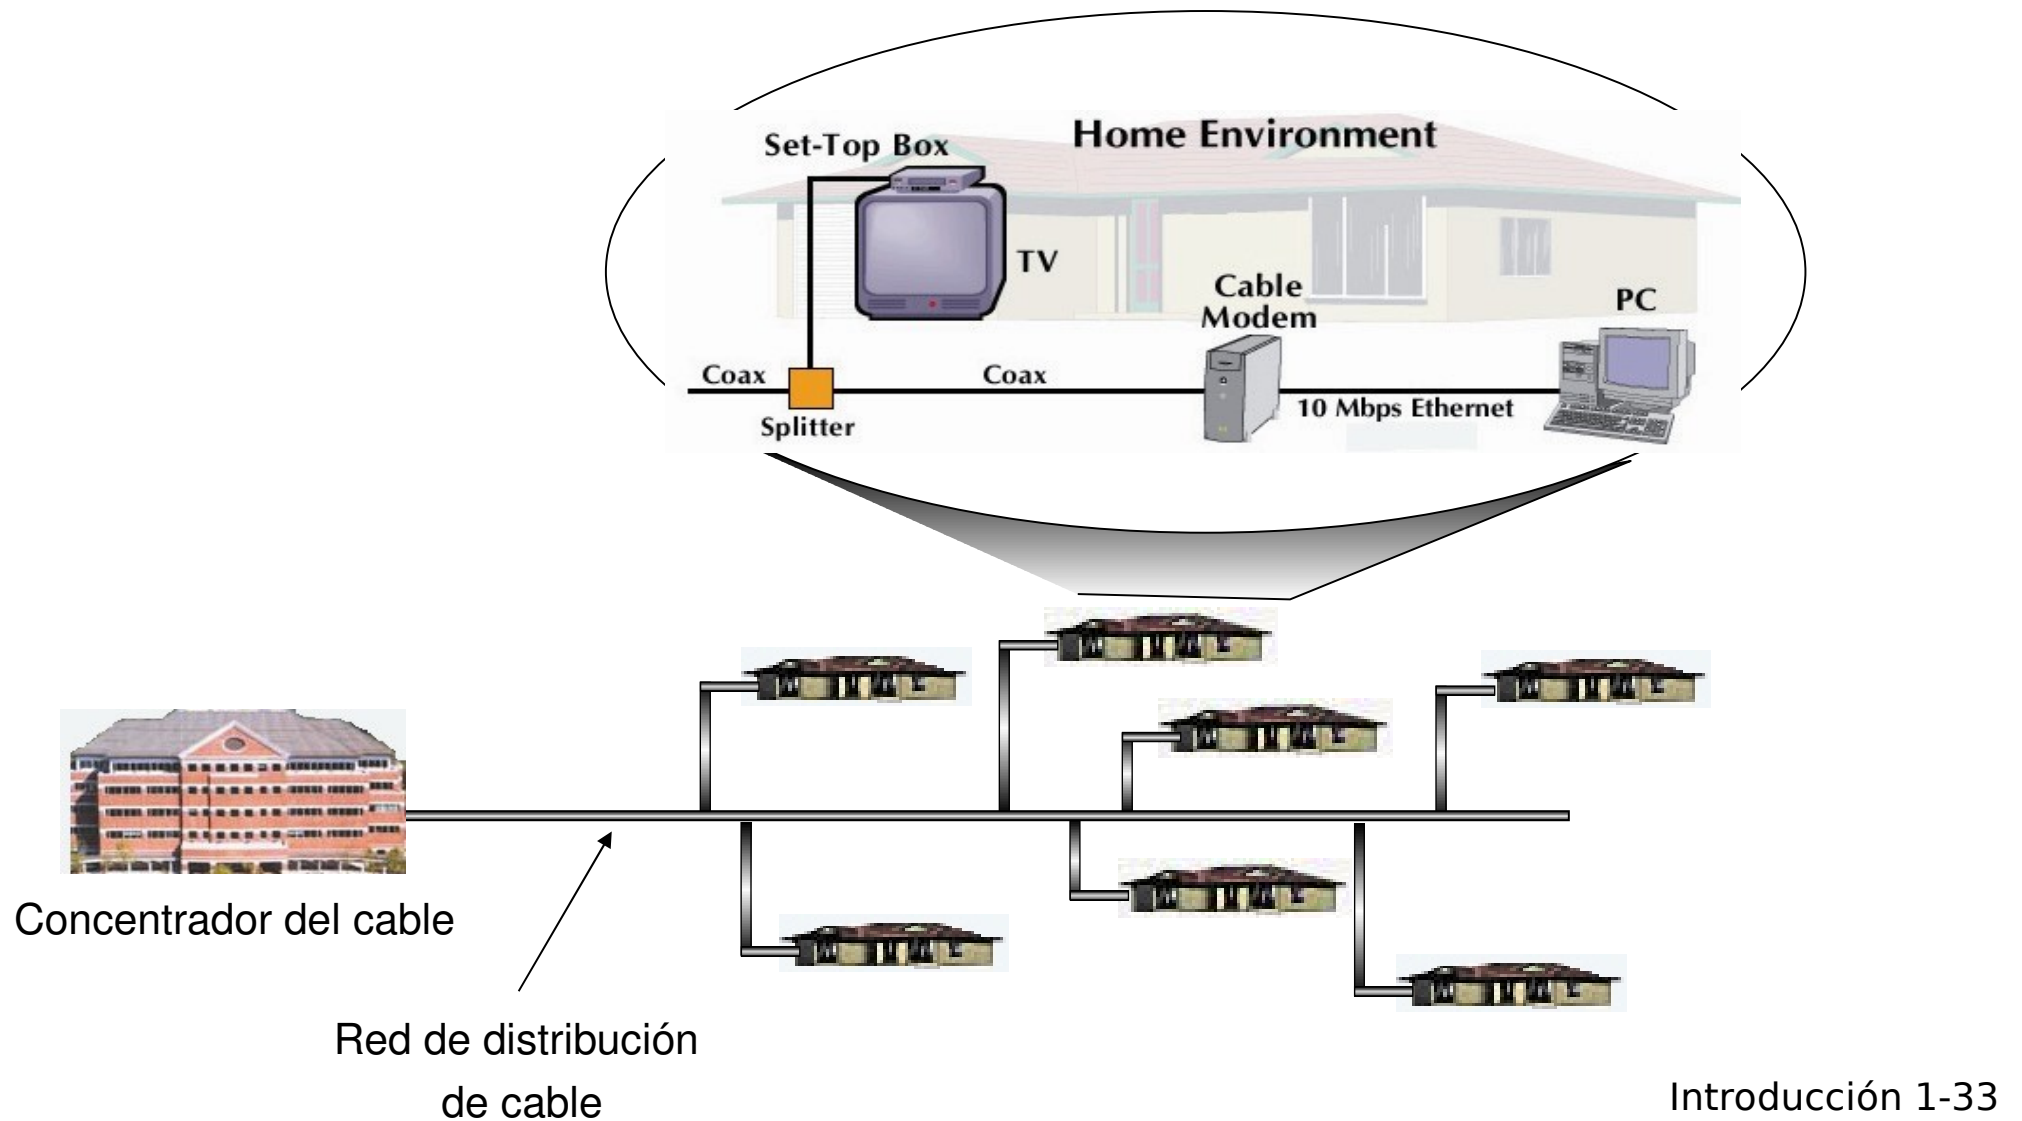 Home Environment
Set-Top Box
TV
Cable
Modem
PC
Coax
Coax
10 Mbps Ethernet
Splitter
Concentrador del cable
Red de distribución
de cable
Introducción 1-33